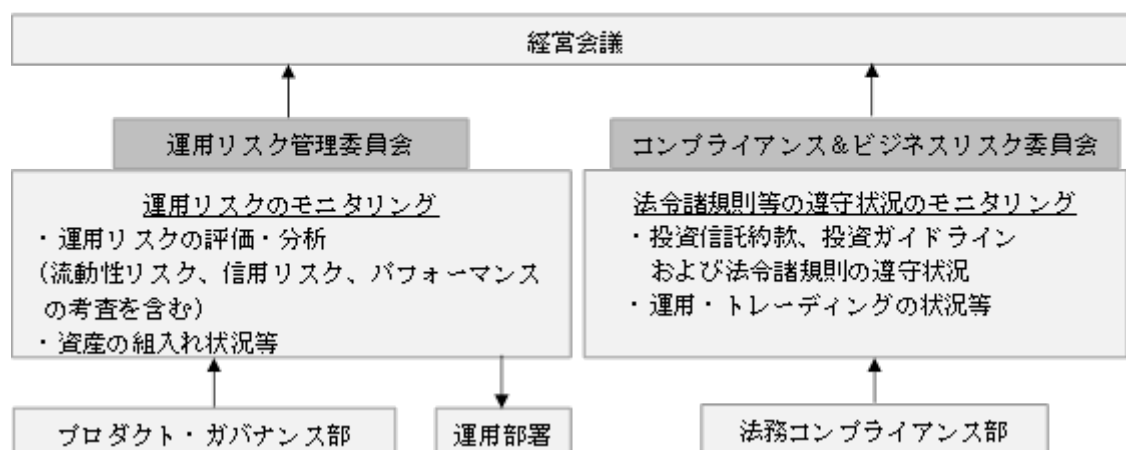 経営会議
運用リスク管理委員会
運用リスクのモニタリング
・運用リスクの評価・分析
(流動性リスク、信用リスク、パフォーマンス
の考査を含む)
・資産の組入れ状況等
プロダクト・ガバナンス部
運用部署
コンプライアンス&ビジネスリスク委員会
法令諸規則等の遵守状況のモニタリング
・投資信託約款、投資ガイドライン
および法令諸規則の遵守状況
・運用・トレーディングの状況等
法務コンプライアンス部